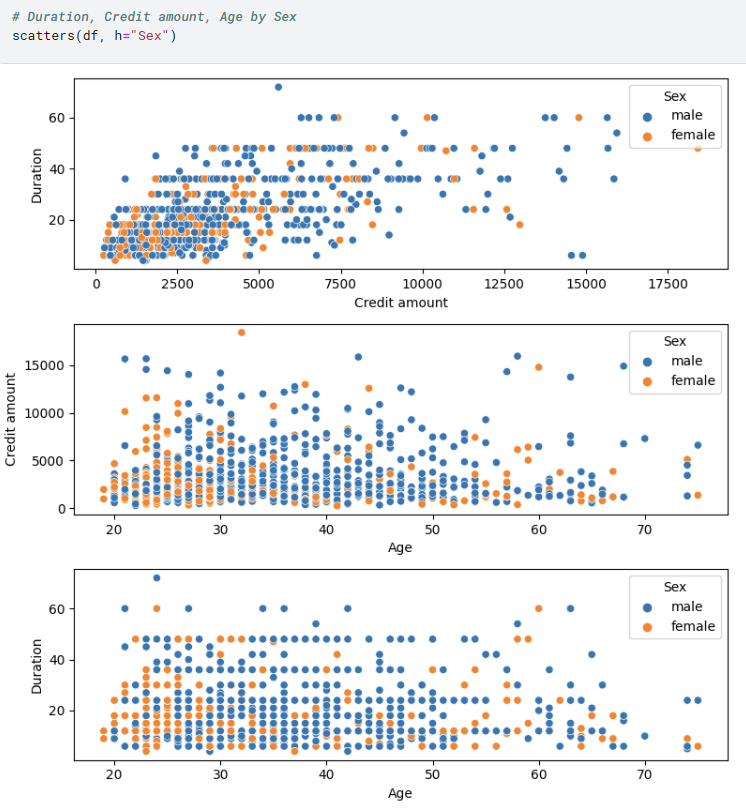 # Duration, Credit amount, Age by Sex
scatters(df, h="Sex")
Sex
male
female
60
40
20
Duration
0 2500 5000 7500 10000 12500 15000 17500
Credit amount
Sex
male
female
15000
10000
5000
0
Credit amount
20 30 40 50 60 70
Age
Sex
male
female
60
40
20
Duration
20 30 40 50 60 70
Age